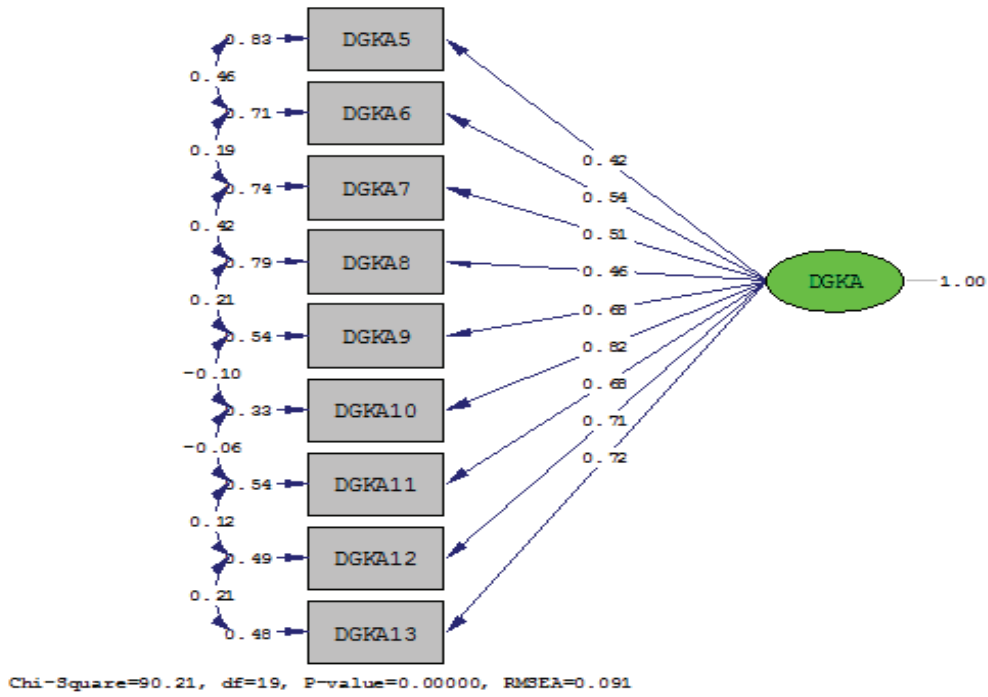 0.83 DGKA5
0.46
0.71 DGKA6
0.19
0.74 DGKA7
0.42
0.79 DGKA8
0.21
0.54 DGKA9
-0.10
0.33 DGKA10
-0.06
0.54 DGKA11
0.12
0.49 DGKA12
0.21
0.48 DGKA13
0.42
0.54
0.51
0.46
0.68
0.82
0.68
0.71
0.72
DGKA 1.00
Chi-Square=90.21, df=19, P-value=0.00000, RMSEA=0.091